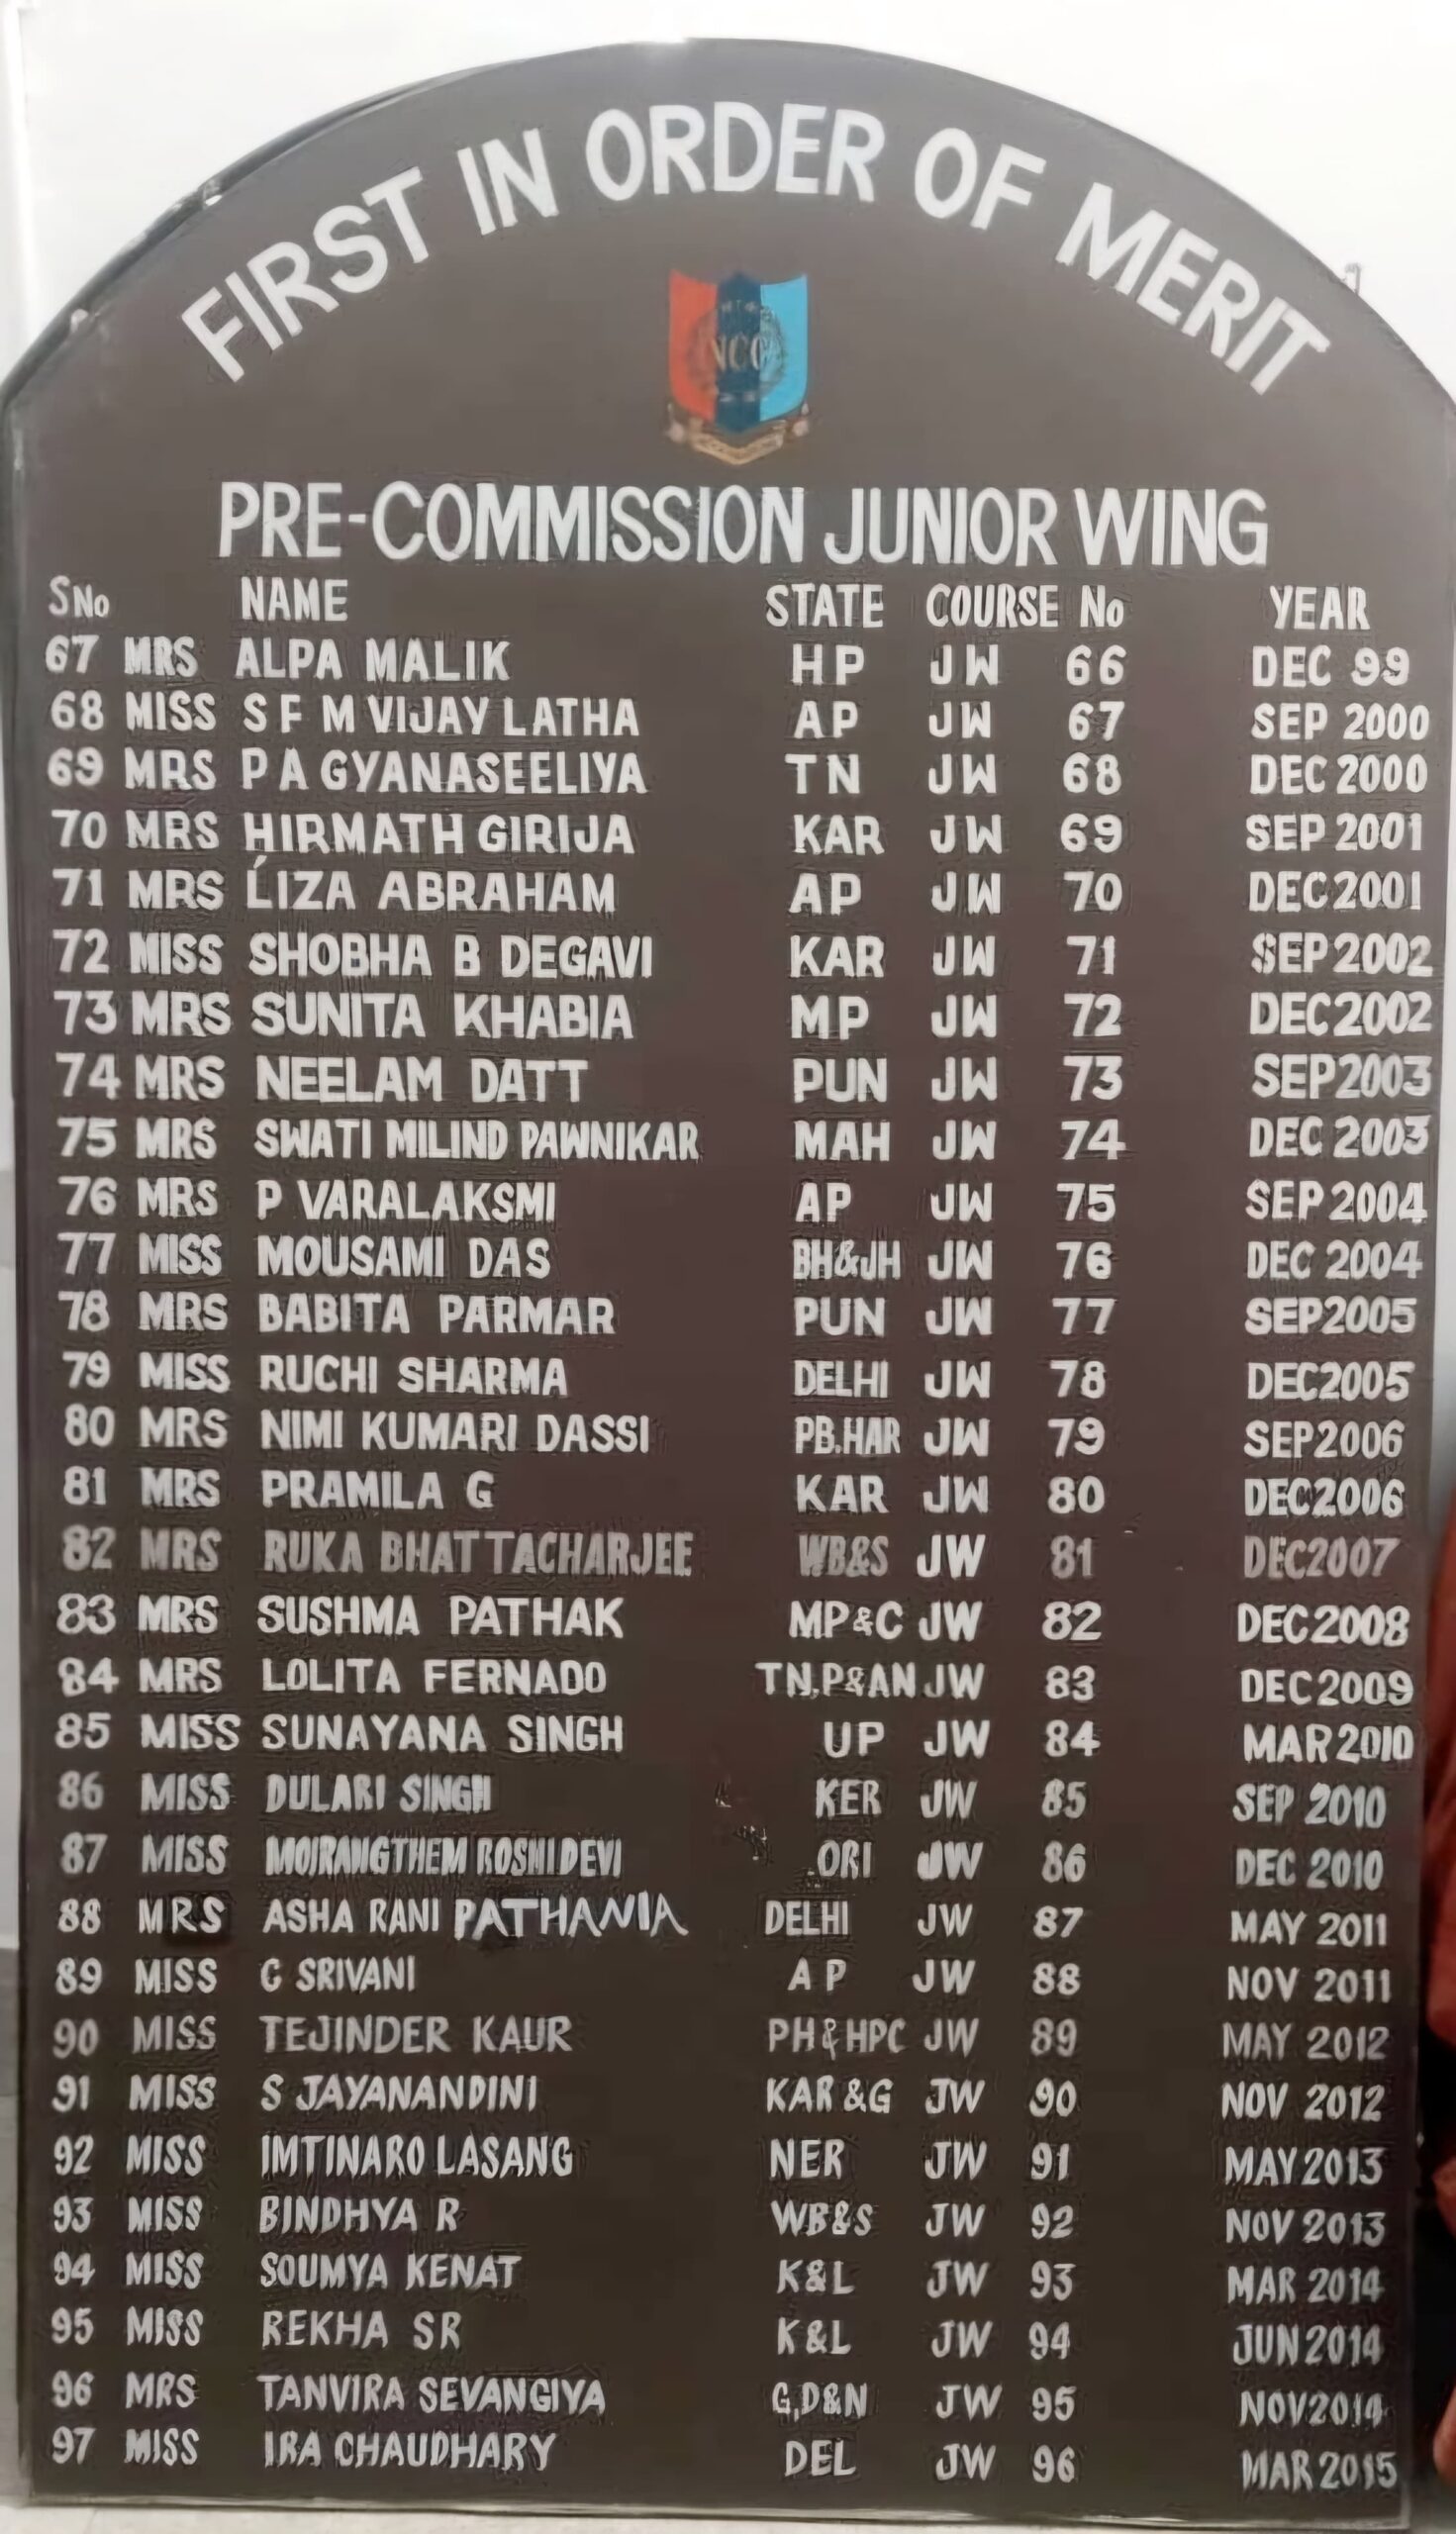 FIRST IN ORDER OF MERIT
NCC
PRE-COMMISSION JUNIOR WING
SNo NAME STATE COURSE No YEAR
67 MRS ALPA MALIK HP JW 66 DEC 99
68 MISS S F M VIJAY LATHA AP JW 67 SEP 2000
69 MRS P A GYANASEELIYA TN JW 68 DEC 2000
70 MRS HIRMATH GIRIJA KAR JW 69 SEP 2001
71 MRS LIZA ABRAHAM AP JW 70 DEC 2001
72 MISS SHOBHA B DEGAVI KAR JW 71 SEP 2002
73 MRS SUNITA KHABIA MP JW 72 DEC 2002
74 MRS NEELAM DATT PUN JW 73 SEP 2003
75 MRS SWATI MILIND PAWNIKAR MAH JW 74 DEC 2003
76 MRS P VARALAKSMI AP JW 75 SEP 2004
77 MISS MOUSAMI DAS BH&JH JW 76 DEC 2004
78 MRS BABITA PARMAR PUN JW 77 SEP 2005
79 MISS RUCHI SHARMA DELHI JW 78 DEC 2005
80 MRS NIMI KUMARI DASSI PB.HAR JW 79 SEP 2006
81 MRS PRAMILA G KAR JW 80 DEC 2006
82 MRS RUKA BHATTACHARJEE WB&S JW 81 DEC 2007
83 MRS SUSHMA PATHAK MP&C JW 82 DEC 2008
84 MRS LOLITA FERNADO TN,P&AN JW 83 DEC 2009
85 MISS SUNAYANA SINGH UP JW 84 MAR 2010
86 MISS DULARI SINGH KER JW 85 SEP 2010
87 MISS MOIRANGTHEM ROSHI DEVI ORI JW 86 DEC 2010
88 MRS ASHA RANI PATHANIA DELHI JW 87 MAY 2011
89 MISS C SRIVANI AP JW 88 NOV 2011
90 MISS TEJINDER KAUR PH&HPC JW 89 MAY 2012
91 MISS S JAYANANDINI KAR &G JW 90 NOV 2012
92 MISS IMTINARO LASANG NER JW 91 MAY 2013
93 MISS BINDHYA R WB&S JW 92 NOV 2013
94 MISS SOUMYA KENAT K&L JW 93 MAR 2014
95 MISS REKHA SR K&L JW 94 JUN 2014
96 MRS TANVIRA SEVANGIYA G,D&N JW 95 NOV 2014
97 MISS IRA CHAUDHARY DEL JW 96 MAR 2015